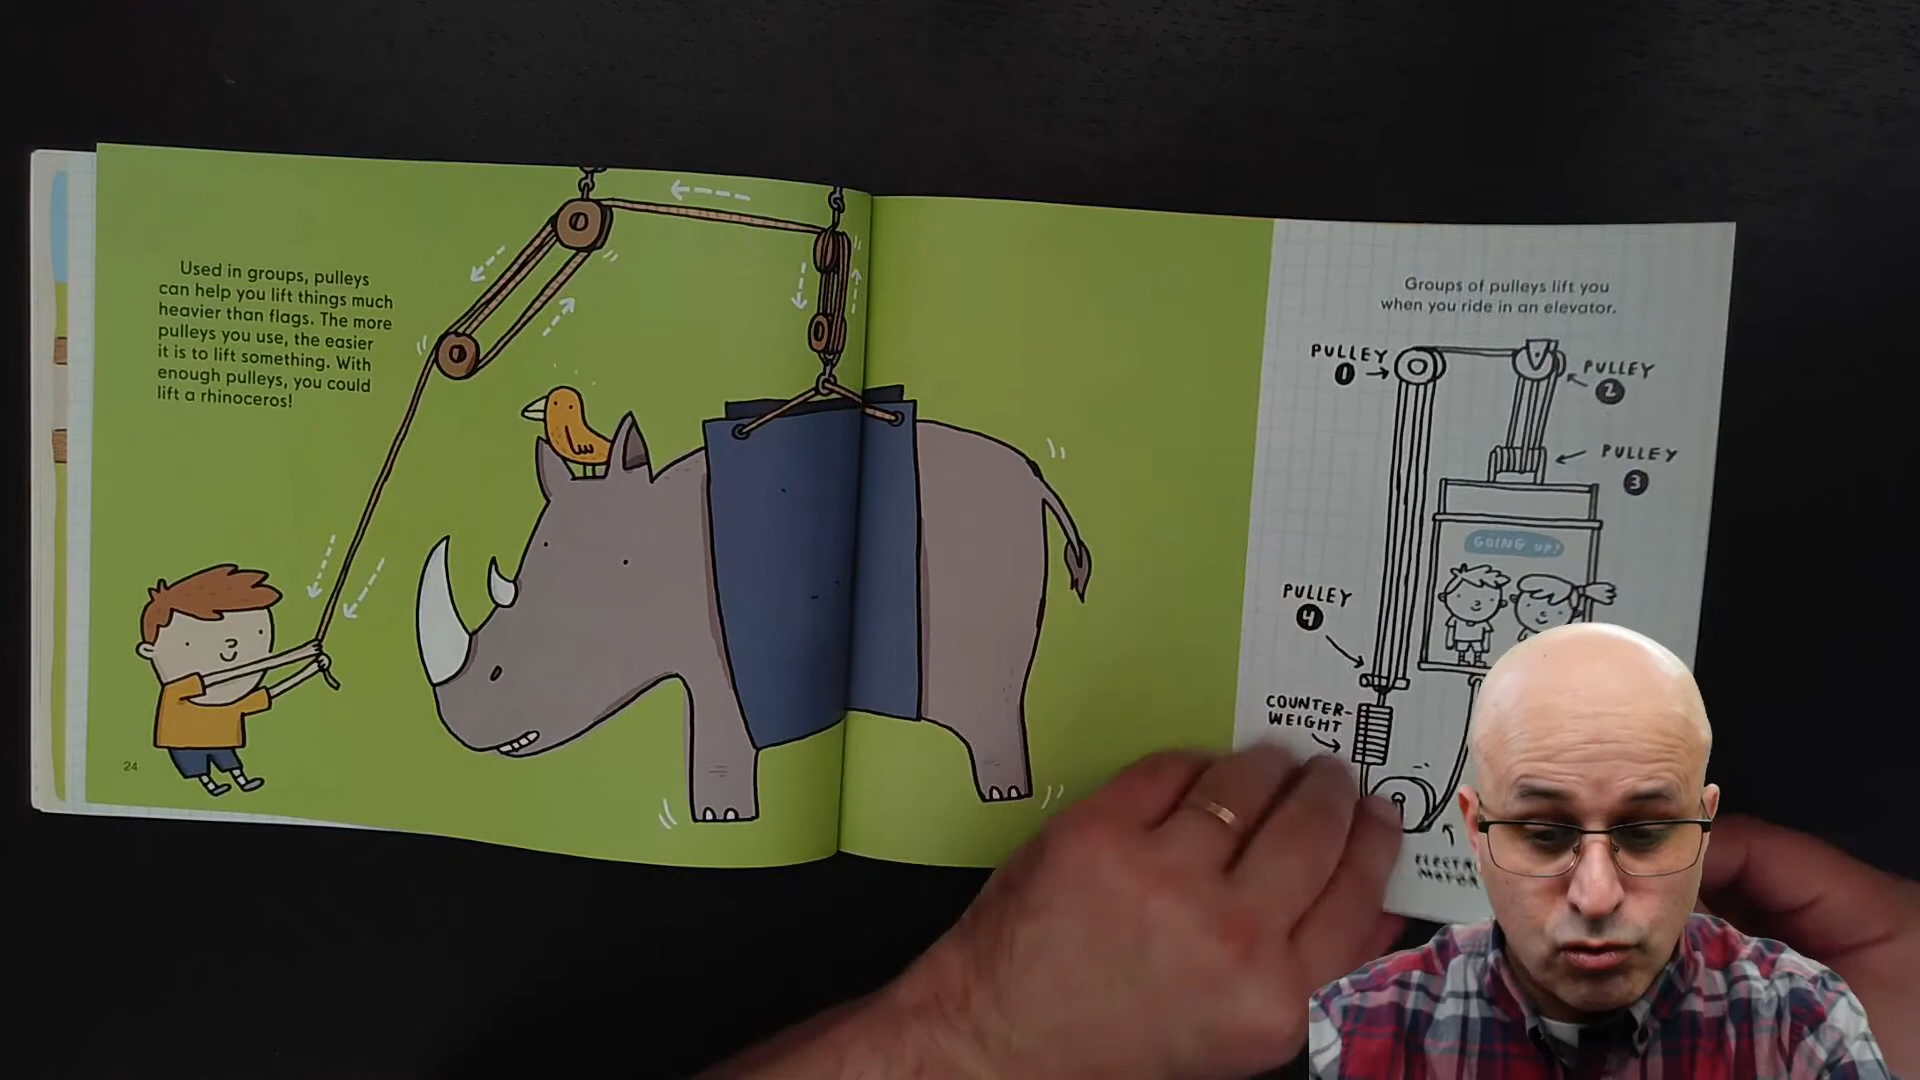 Used in groups, pulleys
can help you lift things much
heavier than flags. The more
pulleys you use, the easier
it is to lift something. With
enough pulleys, you could
lift a rhinoceros!
24
Groups of pulleys lift you
when you ride in an elevator.
PULLEY
1
PULLEY
2
PULLEY
3
GOING UP!
PULLEY
4
COUNTER-
WEIGHT
MOTOR